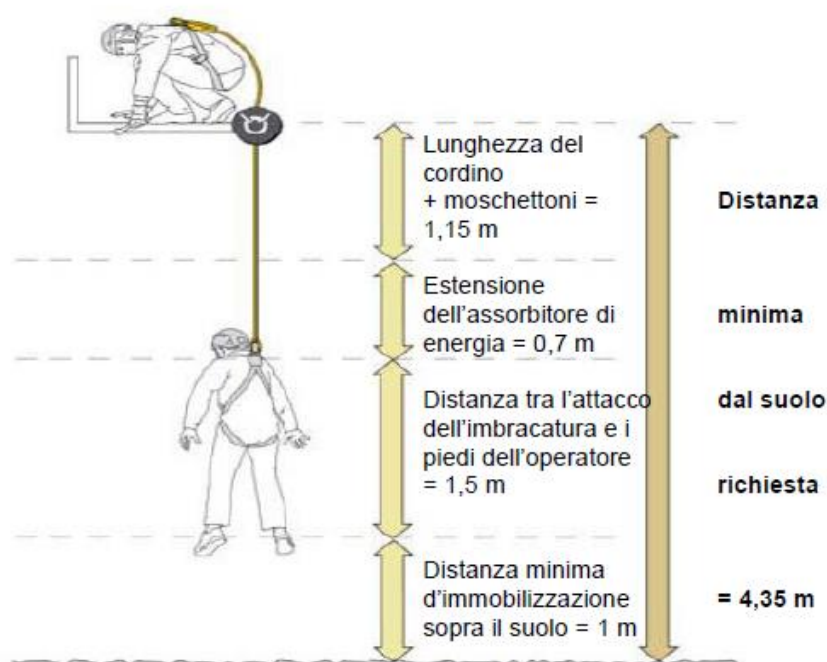 Lunghezza del
cordino
+ moschettoni =
1,15 m
Estensione
dell'assorbitore di
energia = 0,7 m
Distanza tra l'attacco
dell'imbracatura e i
piedi dell'operatore
= 1,5 m
Distanza minima
d'immobilizzazione
sopra il suolo = 1 m
Distanza
minima
dal suolo
richiesta
= 4,35 m